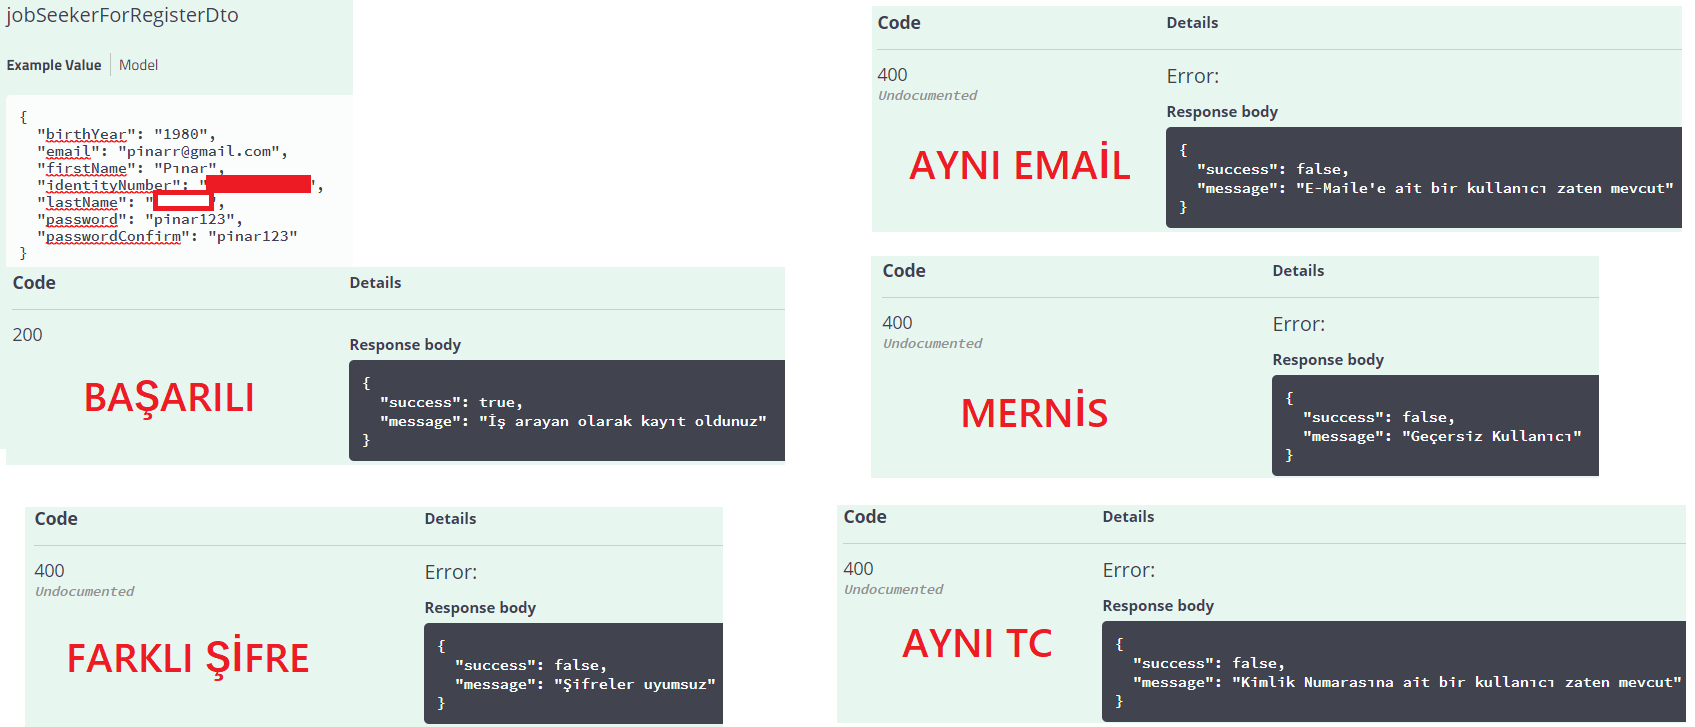 jobSeekerForRegisterDto
Example Value | Model
{
"birthYear": "1980",
"email": "pinarr@gmail.com",
"firstName": "Pınar",
"identityNumber": "",
"lastName": "",
"password": "pinar123",
"passwordConfirm": "pinar123"
}
Code Details
200
Response body
BAŞARILI
{
"success": true,
"message": "İş arayan olarak kayıt oldunuz"
}
Code Details
400 Error:
Undocumented
Response body
FARKLI ŞİFRE
{
"success": false,
"message": "Şifreler uyumsuz"
}
Code Details
400 Error:
Undocumented
Response body
AYNI EMAİL
{
"success": false,
"message": "E-Maile'e ait bir kullanıcı zaten mevcut"
}
Code Details
400 Error:
Undocumented
Response body
MERNİS
{
"success": false,
"message": "Geçersiz Kullanıcı"
}
Code Details
400 Error:
Undocumented
Response body
AYNI TC
{
"success": false,
"message": "Kimlik Numarasına ait bir kullanıcı zaten mevcut"
}